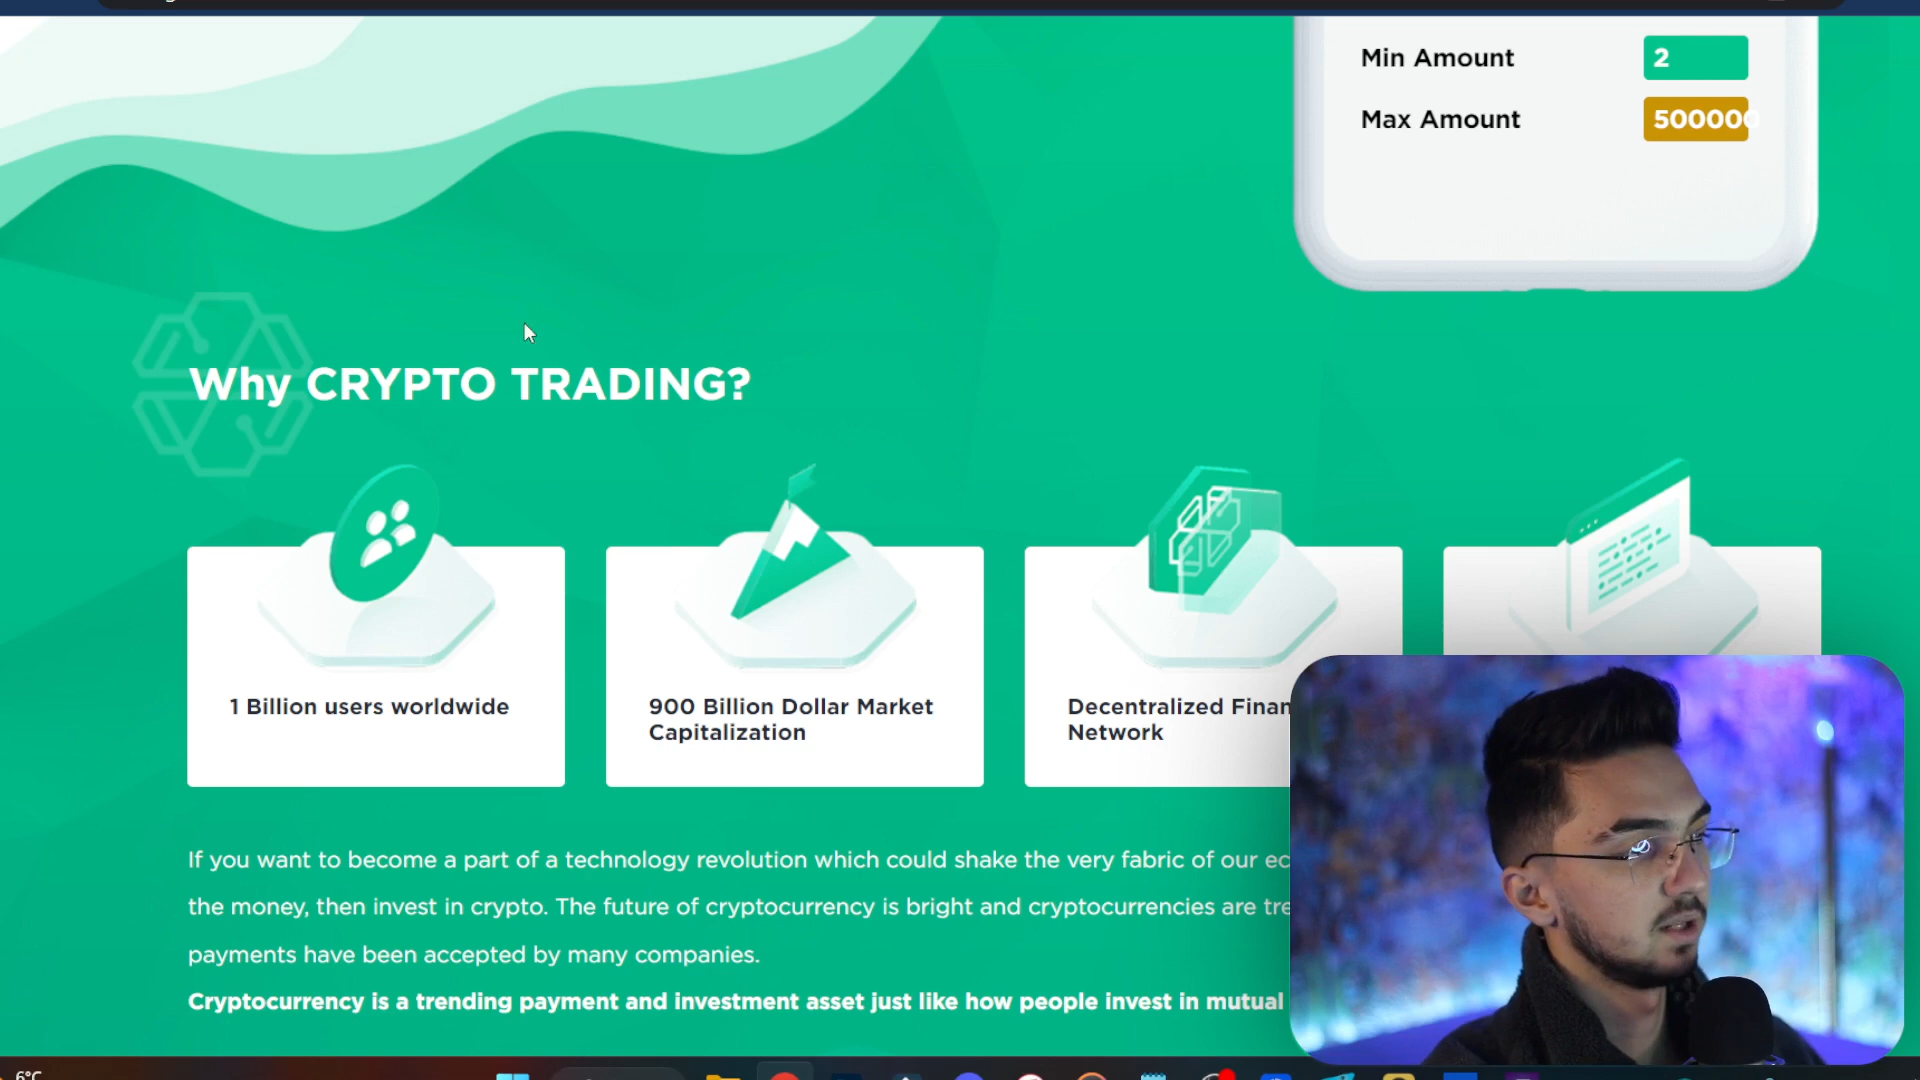 Min Amount
2
Max Amount
500000
Why CRYPTO TRADING?
1 Billion users worldwide
900 Billion Dollar Market
Capitalization
Decentralized
Network
If you want to become a part of a technology revolution which could shake the very fabric of our
the money, then invest in crypto. The future of cryptocurrency is bright and cryptocurrencies are
payments have been accepted by many companies.
Cryptocurrency is a trending payment and investment asset just like how people invest in mutual
6°C